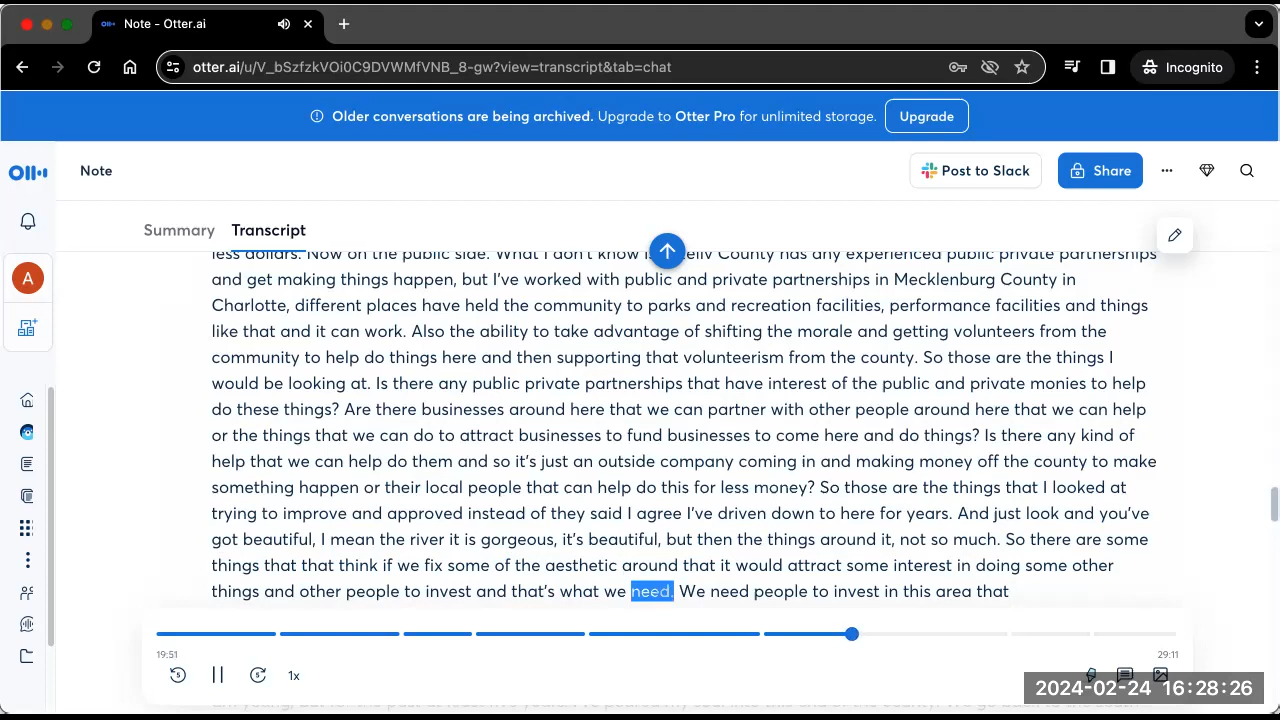 Note - Otter.ai
otter.ai/u/V_bSzfzkVOi0C9DVWMfVNB_8-gw?view=transcript&tab=chat
Incognito
Older conversations are being archived. Upgrade to Otter Pro for unlimited storage.
Upgrade
Note
Post to Slack
Share
Summary
Transcript
A
less dollars. Now on the public side. What I don't know County has any experienced public private partnerships
and get making things happen, but I've worked with public and private partnerships in Mecklenburg County in
Charlotte, different places have held the community to parks and recreation facilities, performance facilities and things
like that and it can work. Also the ability to take advantage of shifting the morale and getting volunteers from the
community to help do things here and then supporting that volunteerism from the county. So those are the things I
would be looking at. Is there any public private partnerships that have interest of the public and private monies to help
do these things? Are there businesses around here that we can partner with other people around here that we can help
or the things that we can do to attract businesses to fund businesses to come here and do things? Is there any kind of
help that we can help do them and so it's just an outside company coming in and making money off the county to make
something happen or their local people that can help do this for less money? So those are the things that I looked at
trying to improve and approved instead of they said I agree I've driven down to here for years. And just look and you've
got beautiful, I mean the river it is gorgeous, it's beautiful, but then the things around it, not so much. So there are some
things that that think if we fix some of the aesthetic around that it would attract some interest in doing some other
things and other people to invest and that's what we need. We need people to invest in this area that
19:51
29:11
5
5
1x
2024-02-24 16:28:26